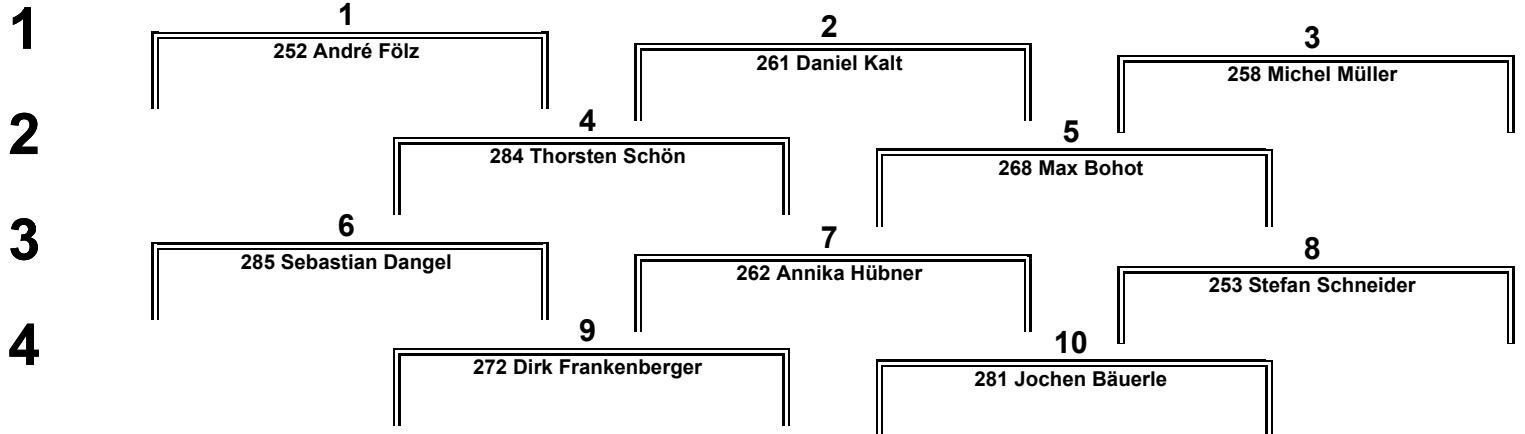 1
1
2
3
252 André Fölz
261 Daniel Kalt
258 Michel Müller
2
4
5
284 Thorsten Schön
268 Max Bohot
3
6
7
8
285 Sebastian Dangel
262 Annika Hübner
253 Stefan Schneider
4
9
10
272 Dirk Frankenberger
281 Jochen Bäuerle